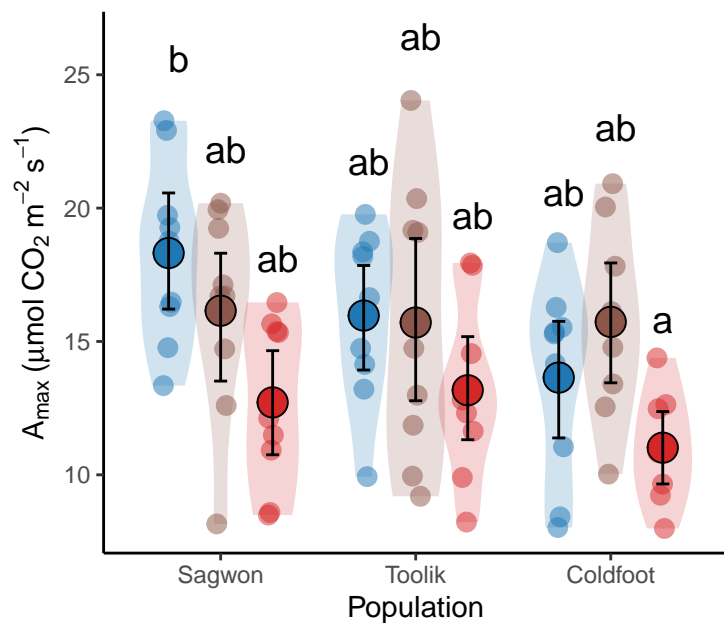 b
ab
ab
ab
ab
ab
ab
ab
a
25
20
15
10
A_max (μmol CO₂ m⁻² s⁻¹)
Sagwon Toolik Coldfoot
Population